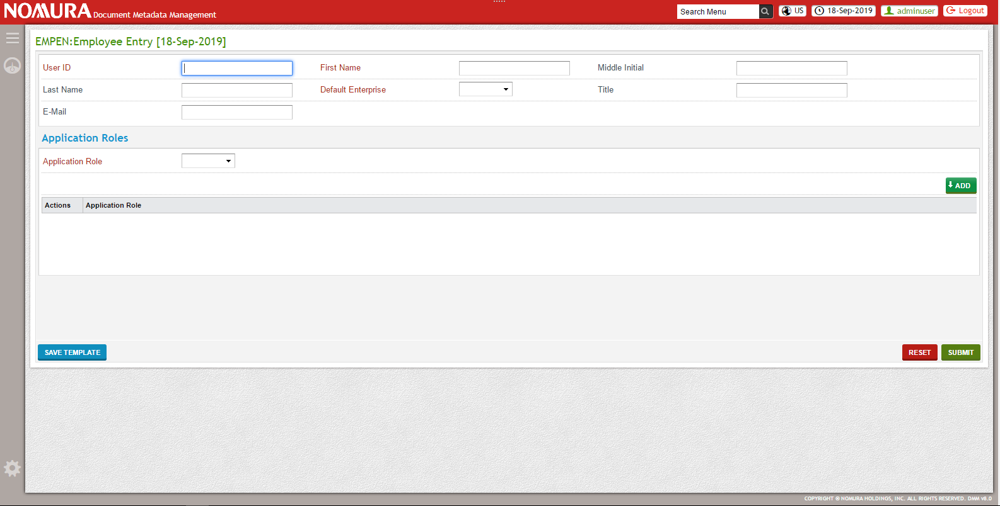 NOMURA Document Metadata Management Search Menu US 18-Sep-2019 adminuser Logout
EMPEN:Employee Entry [18-Sep-2019]
User ID First Name Middle Initial
Last Name Default Enterprise Title
E-Mail
Application Roles
Application Role
ADD
Actions Application Role
SAVE TEMPLATE RESET SUBMIT
COPYRIGHT © NOMURA HOLDINGS, INC. ALL RIGHTS RESERVED. DMM v8.0